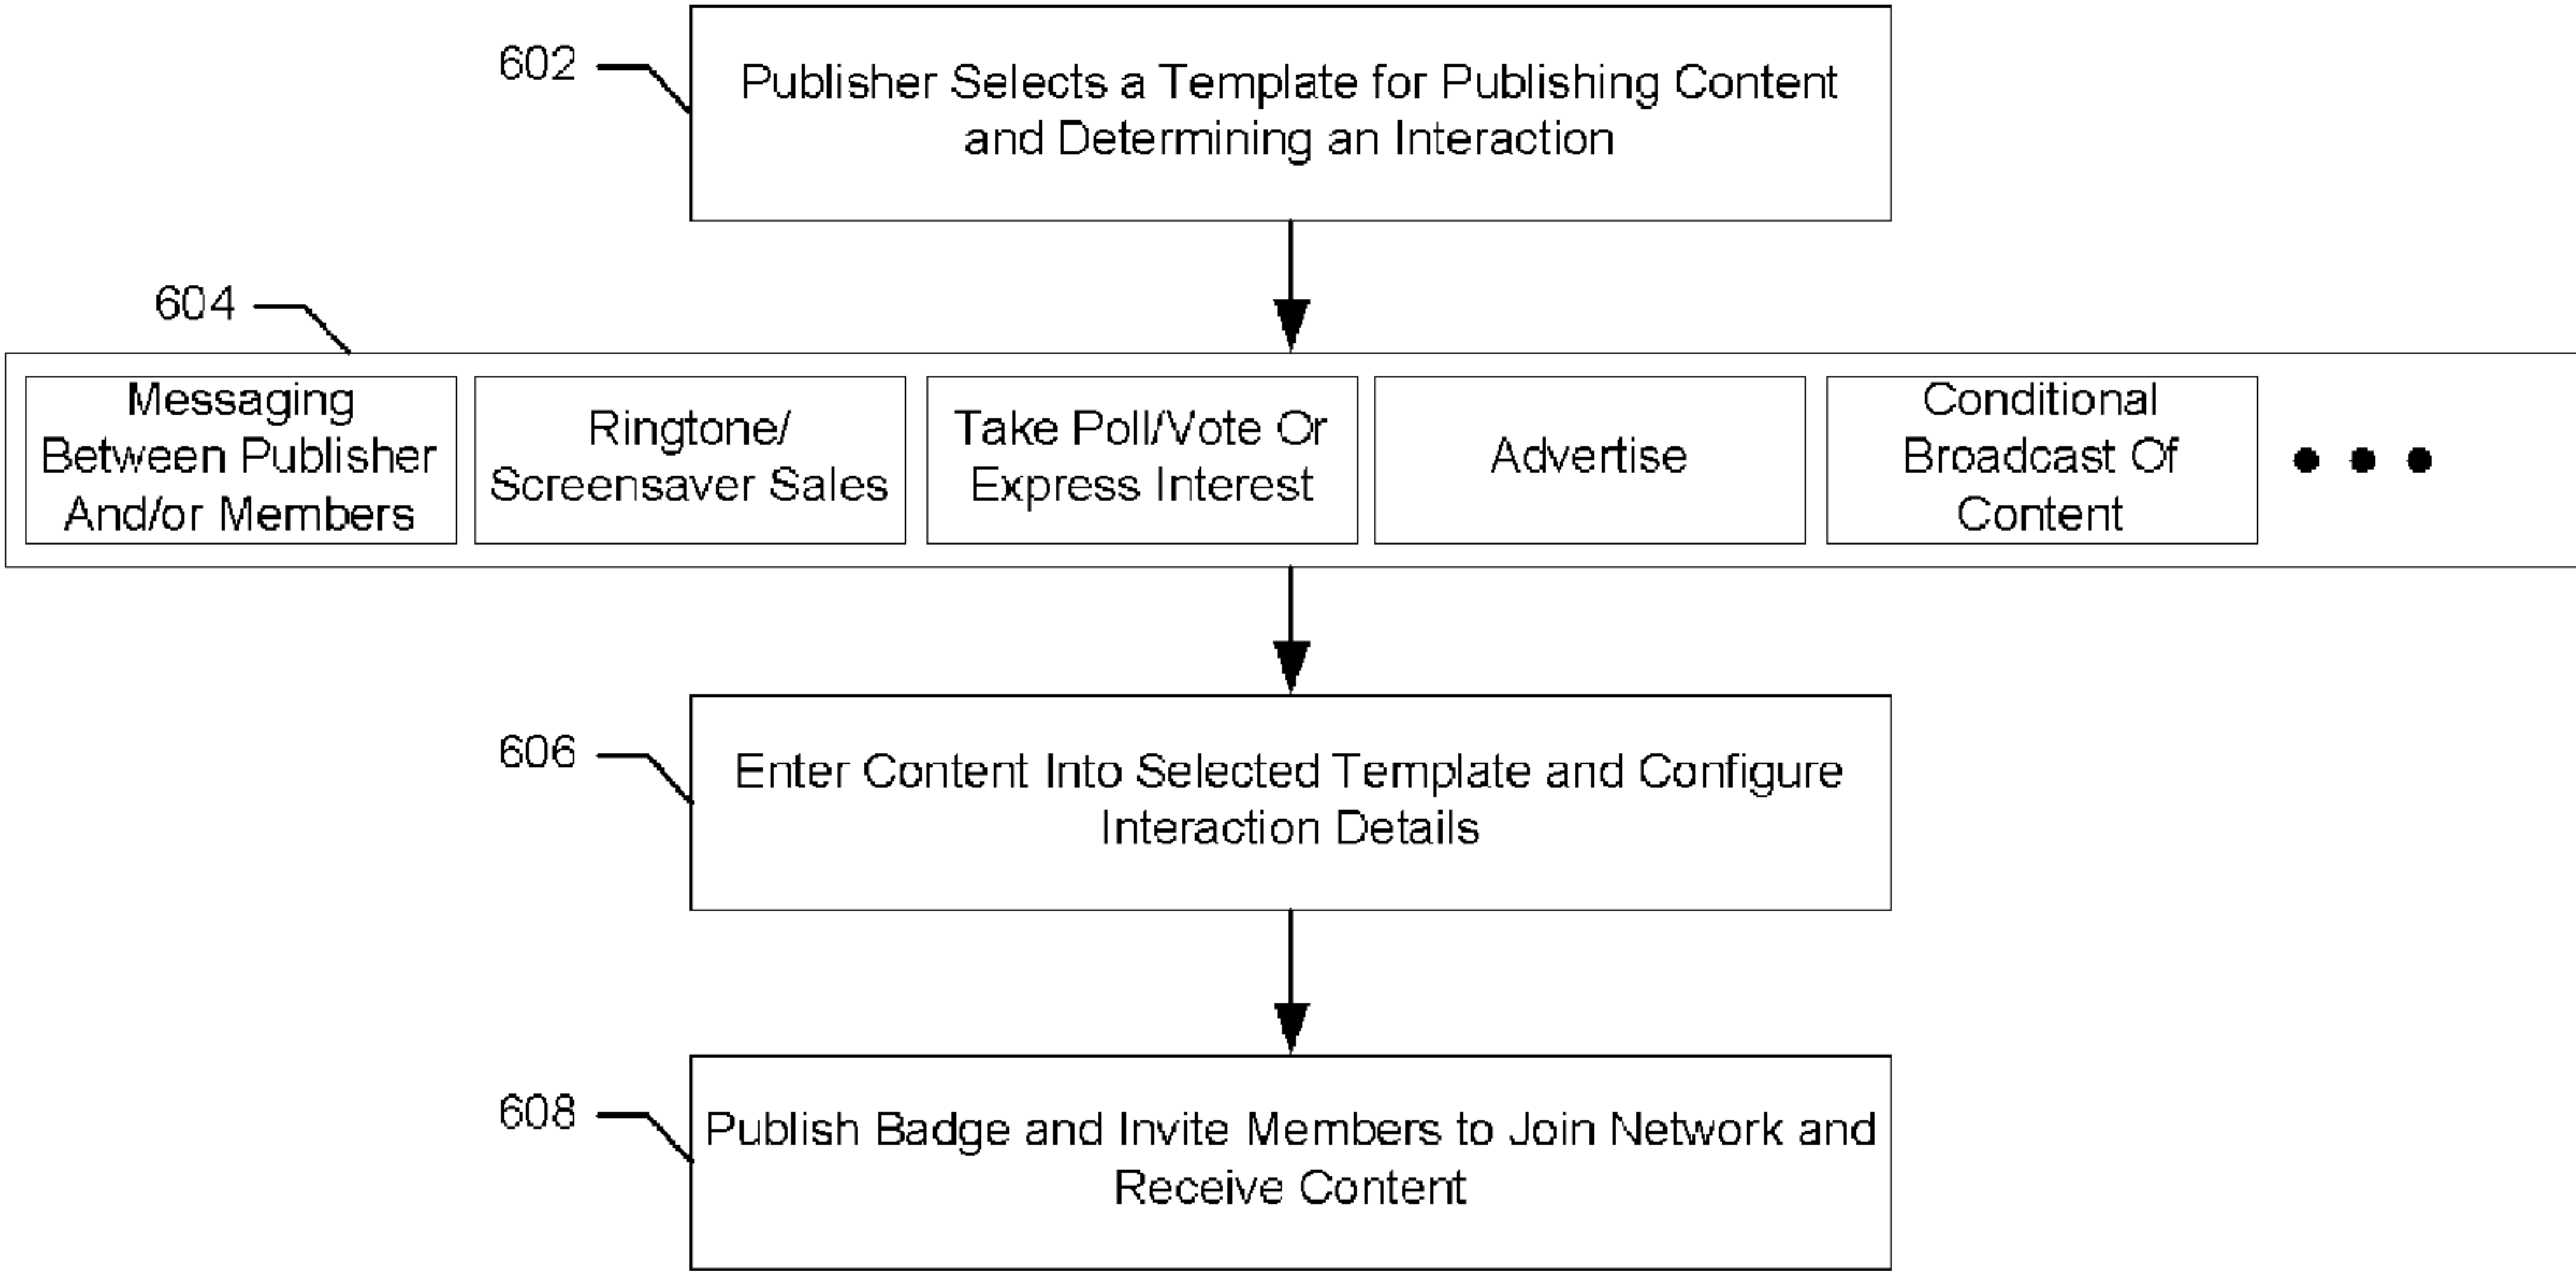 602
Publisher Selects a Template for Publishing Content
and Determining an Interaction
604
Messaging
Between Publisher
And/or Members
Ringtone/
Screensaver Sales
Take Poll/Vote Or
Express Interest
Advertise
Conditional
Broadcast Of
Content
606
Enter Content Into Selected Template and Configure
Interaction Details
608
Publish Badge and Invite Members to Join Network and
Receive Content